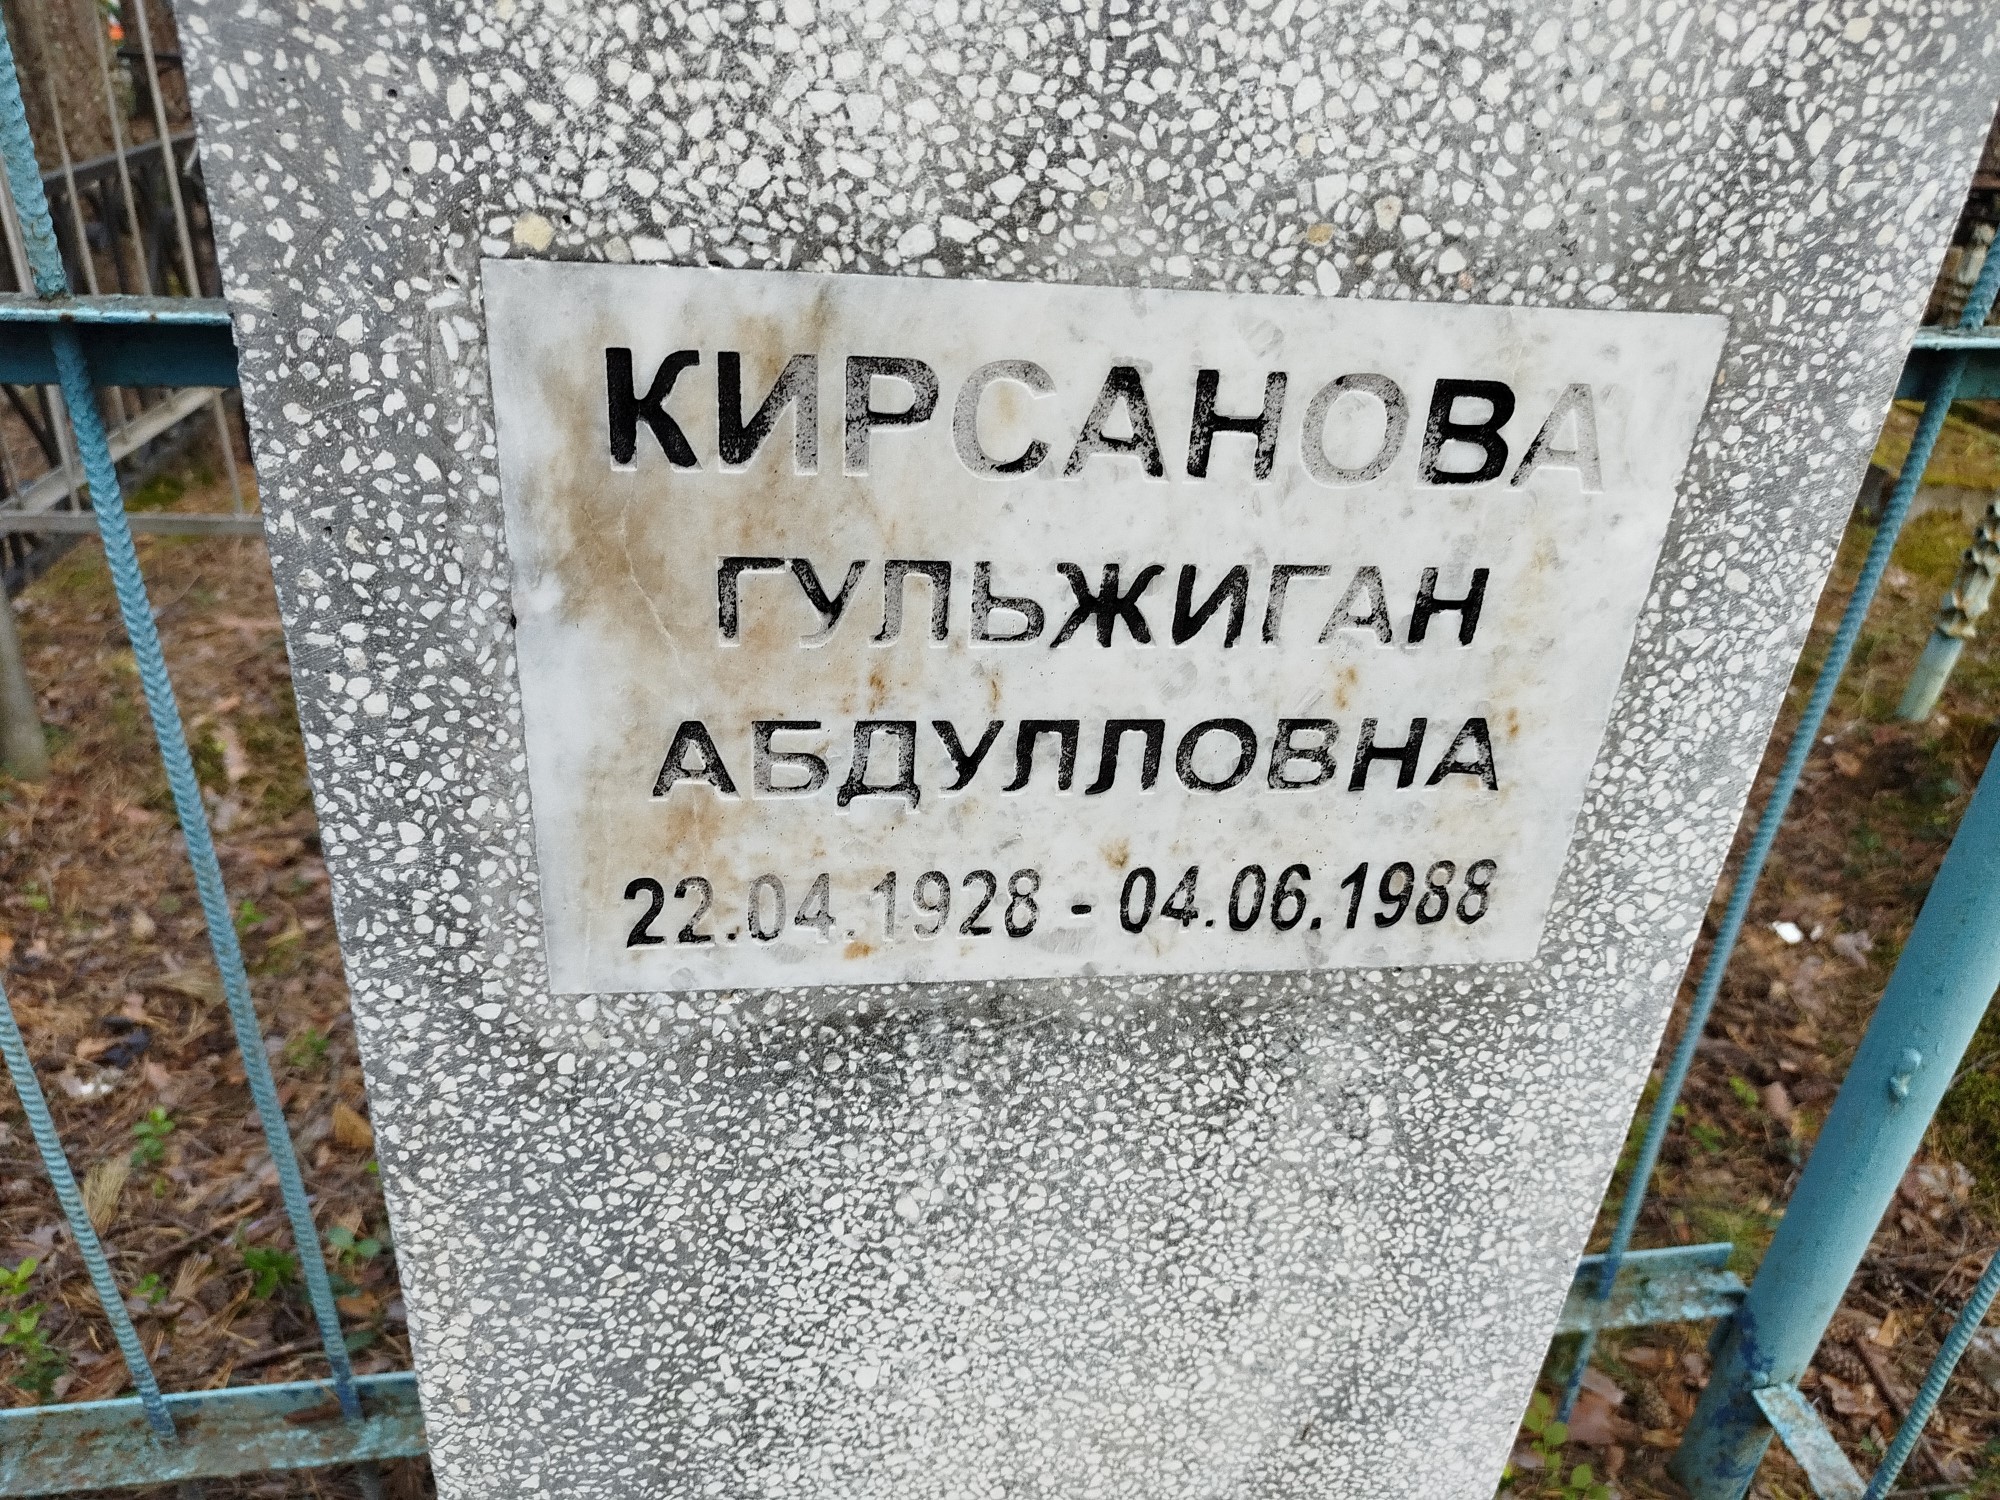 КИРСАНОВА
ГУЛЬЖИГАН
АБДУЛЛОВНА
22.04.1928 - 04.06.1988